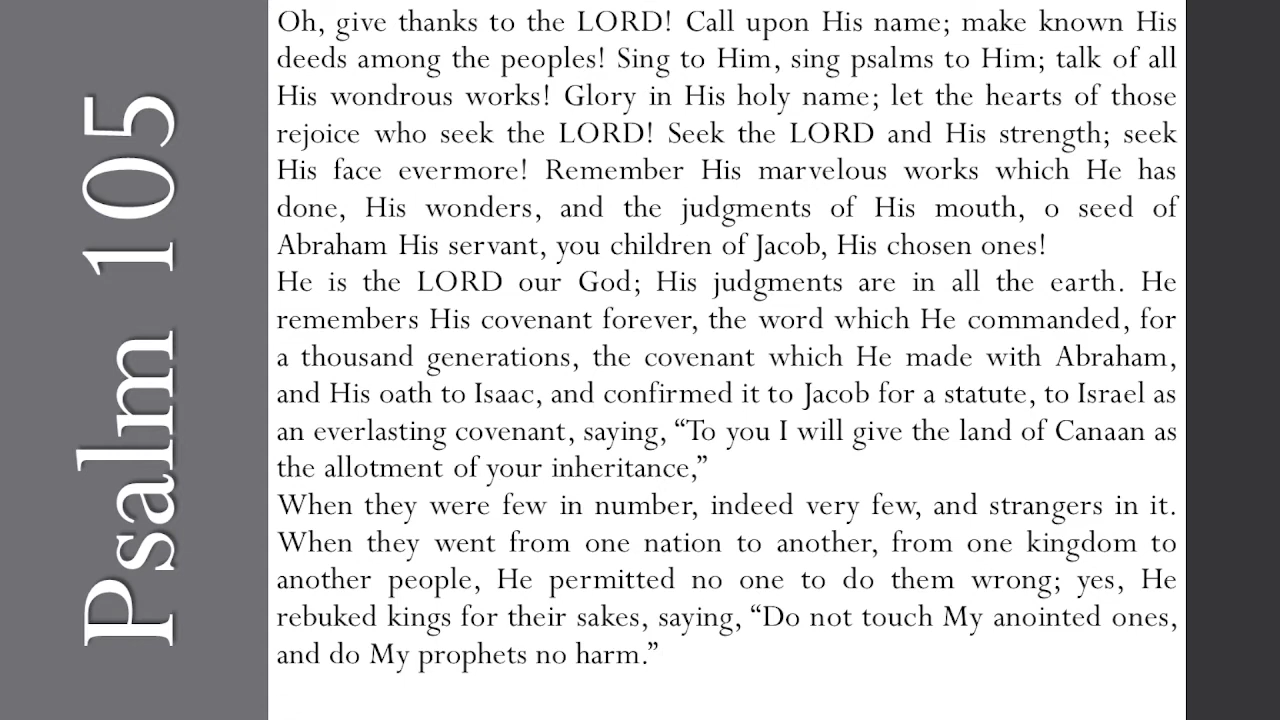 Psalm 105
Oh, give thanks to the LORD! Call upon His name; make known His
deeds among the peoples! Sing to Him, sing psalms to Him; talk of all
His wondrous works! Glory in His holy name; let the hearts of those
rejoice who seek the LORD! Seek the LORD and His strength; seek
His face evermore! Remember His marvelous works which He has
done, His wonders, and the judgments of His mouth, o seed of
Abraham His servant, you children of Jacob, His chosen ones!
He is the LORD our God; His judgments are in all the earth. He
remembers His covenant forever, the word which He commanded, for
a thousand generations, the covenant which He made with Abraham,
and His oath to Isaac, and confirmed it to Jacob for a statute, to Israel as
an everlasting covenant, saying, “To you I will give the land of Canaan as
the allotment of your inheritance,”
When they were few in number, indeed very few, and strangers in it.
When they went from one nation to another, from one kingdom to
another people, He permitted no one to do them wrong; yes, He
rebuked kings for their sakes, saying, “Do not touch My anointed ones,
and do My prophets no harm.”